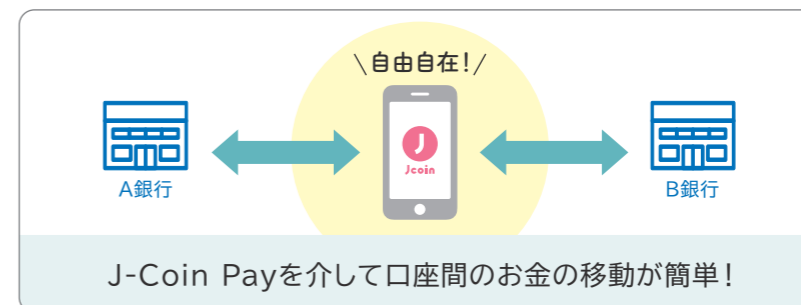 \自由自在!/
J
Jcoin
A銀行
B銀行
J-Coin Payを介して口座間のお金の移動が簡単!